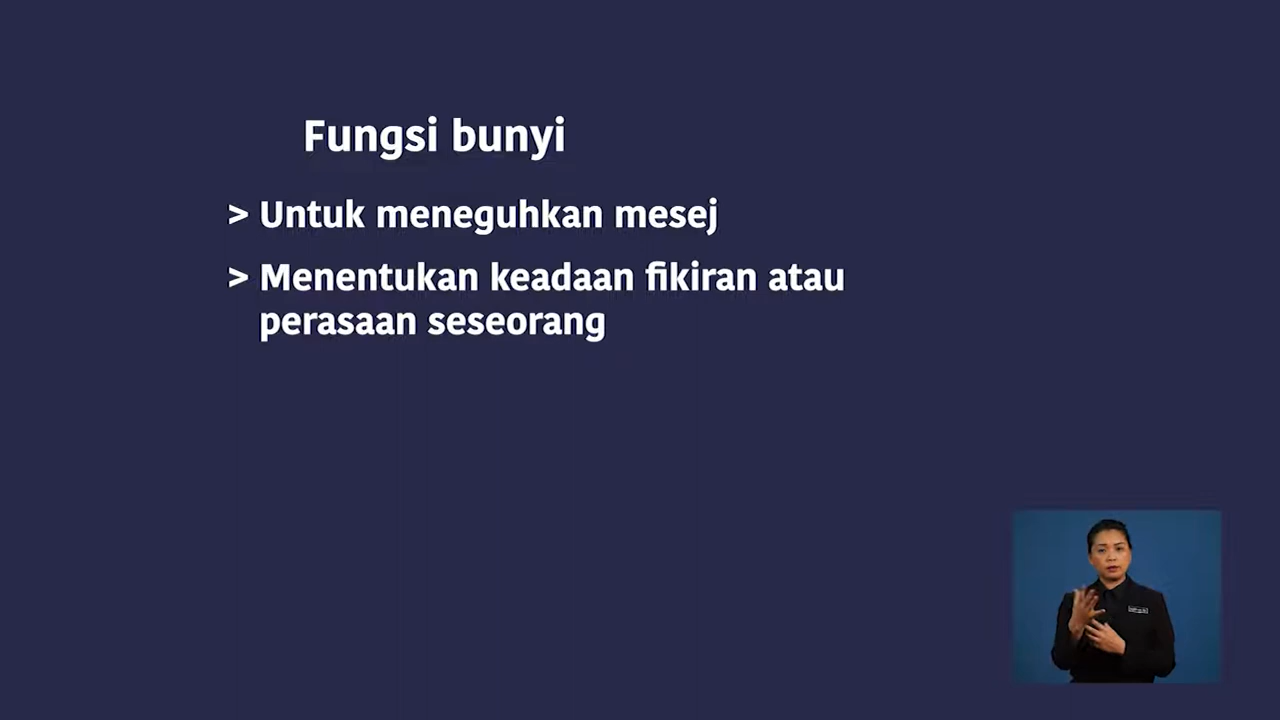 Fungsi bunyi
> Untuk meneguhkan mesej
> Menentukan keadaan fikiran atau
perasaan seseorang